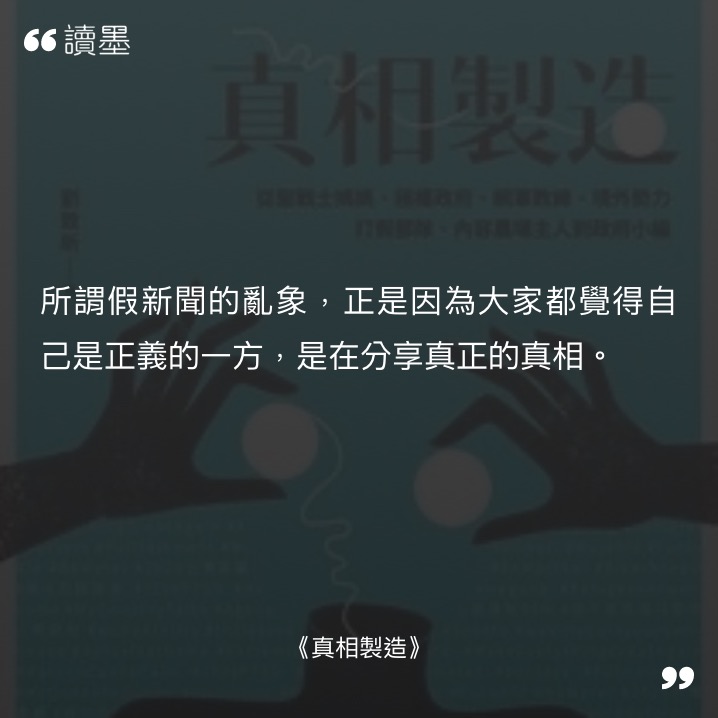 讀墨
真相製造
所謂假新聞的亂象，正是因為大家都覺得自
己是正義的一方，是在分享真正的真相。
《真相製造》